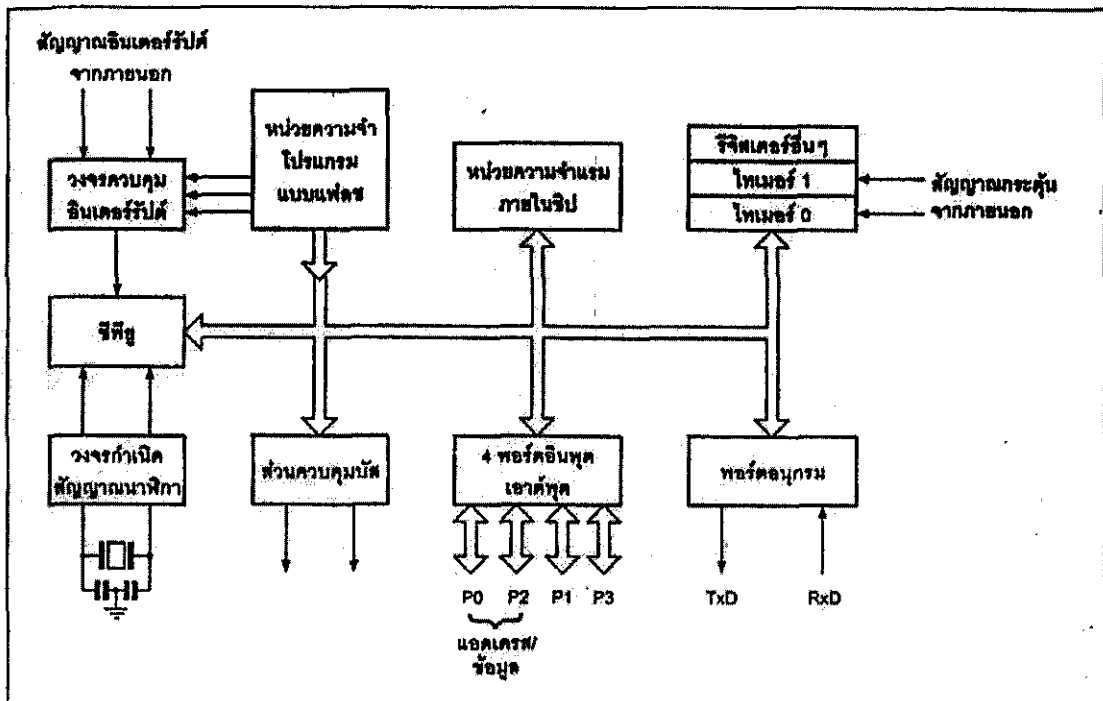 สัญญาณอินเตอร์รัปต์
จากภายนอก
หน่วยความจำ
โปรแกรม
แบบแฟลช
วงจรควบคุม
อินเตอร์รัปต์
หน่วยความจำแรม
ภายในชิป
รีจิสเตอร์อื่นๆ
ไทเมอร์ 1
ไทเมอร์ 0
สัญญาณกระตุ้น
จากภายนอก
ซีพียู
วงจรกำเนิด
สัญญาณนาฬิกา
ส่วนควบคุมบัส
4 พอร์ตอินพุต
เอาต์พุต
พอร์ตอนุกรม
P0 P2 P1 P3
TxD RxD
แอดเดรส/
ข้อมูล